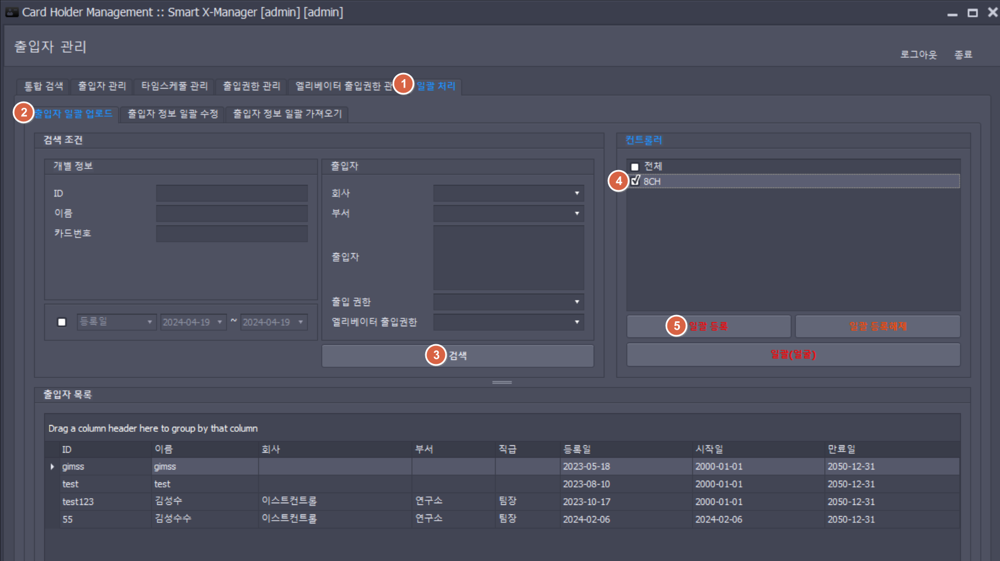 Card Holder Management :: Smart X-Manager [admin] [admin]
출입자 관리
로그아웃 종료
통합 검색 출입자 관리 타임스케쥴 관리 출입권한 관리 엘리베이터 출입권한 관 1 일괄 처리
2 출입자 일괄 업로드 출입자 정보 일괄 수정 출입자 정보 일괄 가져오기
검색 조건
개별 정보
ID
이름
카드번호
등록일 2024-04-19 ~ 2024-04-19
출입자
회사
부서
출입자
출입 권한
엘리베이터 출입권한
3 검색
컨트롤러
전체
4 8CH
5 일괄 등록 일괄 등록해제
일괄(얼굴)
출입자 목록
Drag a column header here to group by that column
ID 이름 회사 부서 직급 등록일 시작일 만료일
gimss gimss 2023-05-18 2000-01-01 2050-12-31
test test 2023-08-10 2000-01-01 2050-12-31
test123 김성수 이스트컨트롤 연구소 팀장 2023-10-17 2000-01-01 2050-12-31
55 김성수수 이스트컨트롤 연구소 팀장 2024-02-06 2024-02-06 2050-12-31